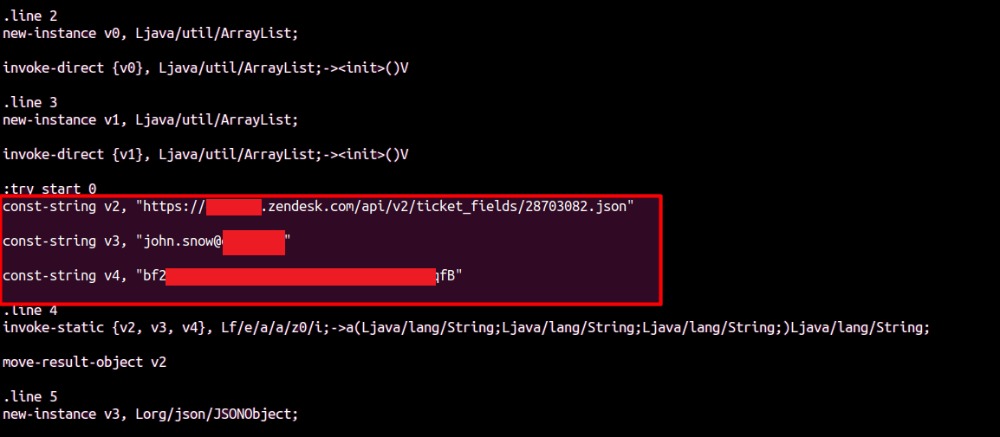 .line 2
new-instance v0, Ljava/util/ArrayList;
invoke-direct {v0}, Ljava/util/ArrayList;-><init>()V
.line 3
new-instance v1, Ljava/util/ArrayList;
invoke-direct {v1}, Ljava/util/ArrayList;-><init>()V
:try_start_0
const-string v2, "https:// .zendesk.com/api/v2/ticket_fields/28703082.json"
const-string v3, "john.snow@ "
const-string v4, "bf2 qfB"
.line 4
invoke-static {v2, v3, v4}, Lf/e/a/a/z0/i;->a(Ljava/lang/String;Ljava/lang/String;Ljava/lang/String;)Ljava/lang/String;
move-result-object v2
.line 5
new-instance v3, Lorg/json/JSONObject;